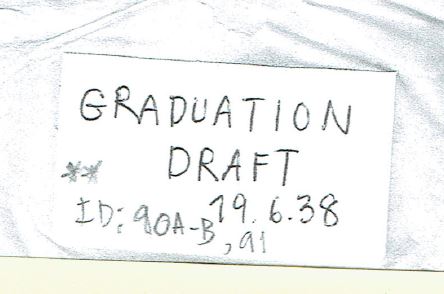 GRADUATION
** DRAFT
19.6.38
ID: 90A-B, 91